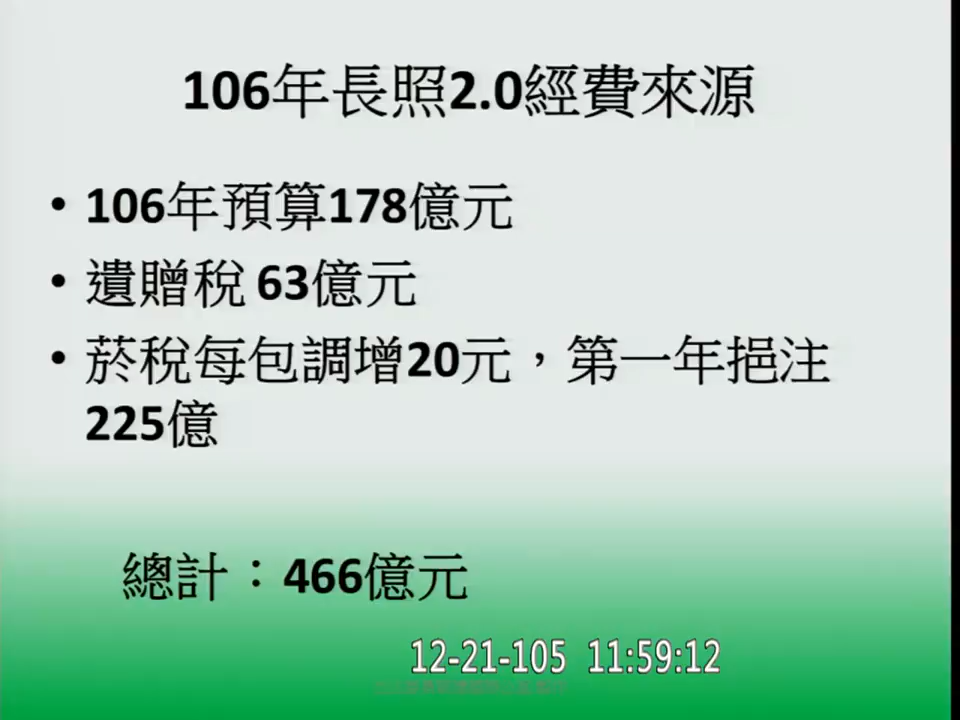 106年長照2.0經費來源
• 106年預算178億元
• 遺贈稅 63億元
• 菸稅每包調增20元，第一年挹注
225億
總計：466億元
12-21-105 11:59:12